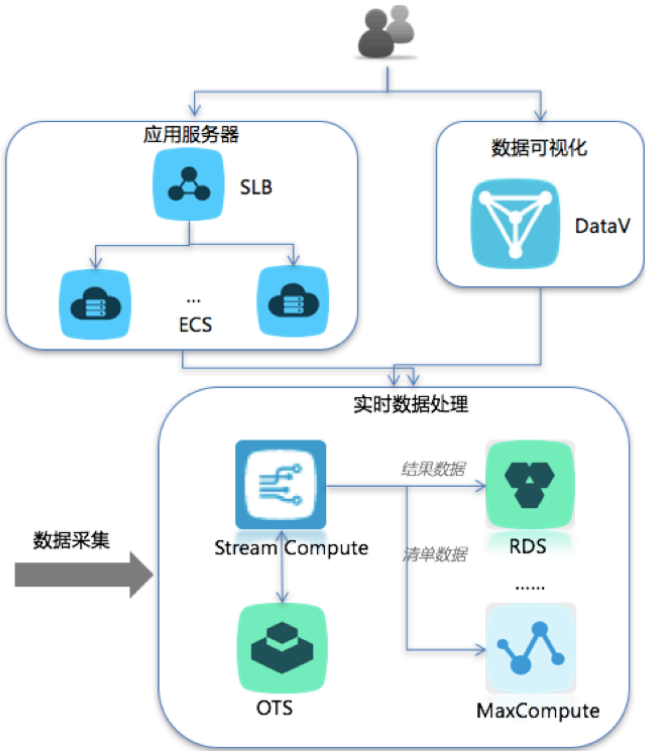 应用服务器
SLB
...
ECS
数据可视化
DataV
实时数据处理
数据采集
Stream Compute
结果数据
清单数据
RDS
......
OTS
MaxCompute